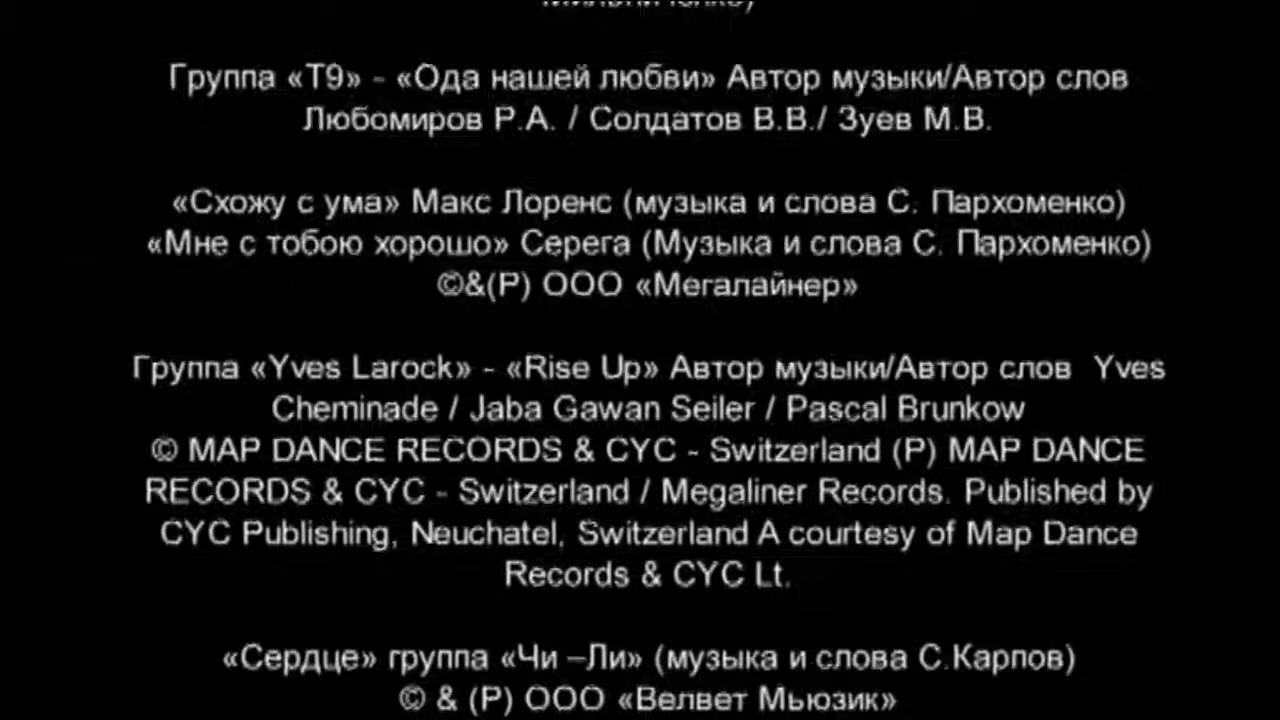 Группа «Т9» - «Ода нашей любви» Автор музыки/Автор слов
Любомиров Р.А. / Солдатов В.В./ Зуев М.В.
«Схожу с ума» Макс Лоренс (музыка и слова С. Пархоменко)
«Мне с тобою хорошо» Серега (Музыка и слова С. Пархоменко)
©&(P) ООО «Мегалайнер»
Группа «Yves Larock» - «Rise Up» Автор музыки/Автор слов Yves
Cheminade / Jaba Gawan Seiler / Pascal Brunkow
© MAP DANCE RECORDS & CYC - Switzerland (P) MAP DANCE
RECORDS & CYC - Switzerland / Megaliner Records. Published by
CYC Publishing, Neuchatel, Switzerland A courtesy of Map Dance
Records & CYC Lt.
«Сердце» группа «Чи –Ли» (музыка и слова С.Карпов)
© & (P) ООО «Велвет Мьюзик»